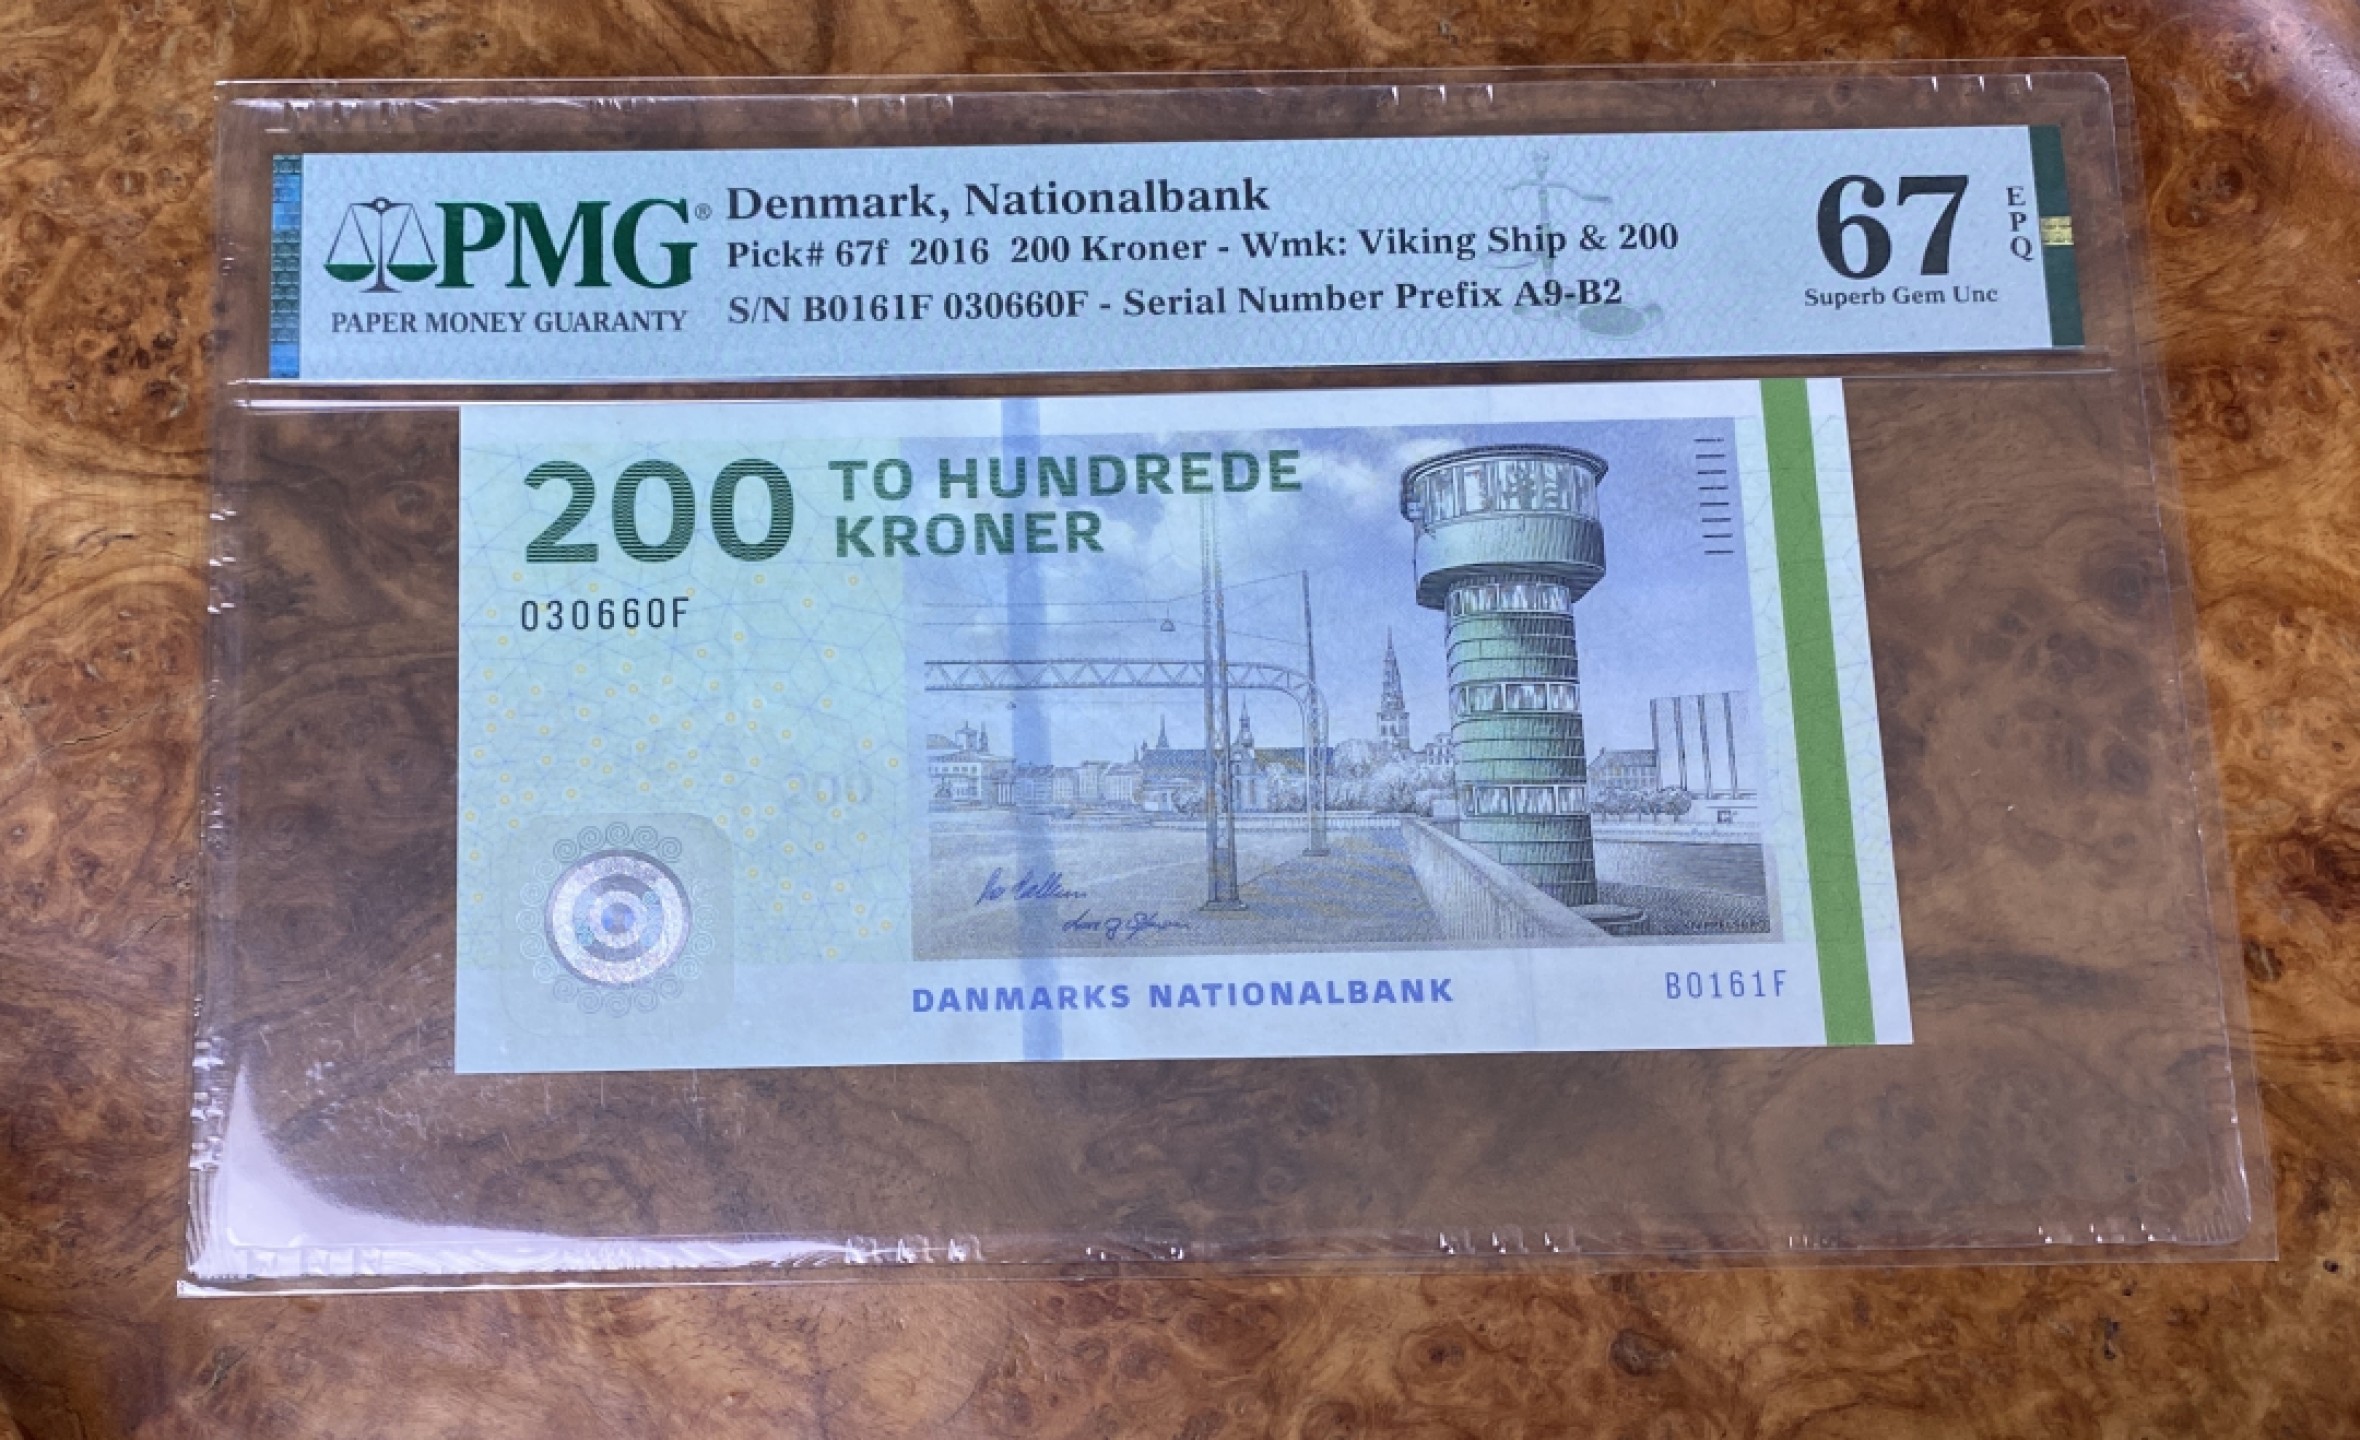 PMG®
PAPER MONEY GUARANTY
Denmark, Nationalbank
Pick# 67f 2016 200 Kroner - Wmk: Viking Ship & 200
S/N B0161F 030660F - Serial Number Prefix A9-B2
67
EPQ
Superb Gem Unc
200 TO HUNDREDE
KRONER
030660F
200
DANMARKS NATIONALBANK
B0161F